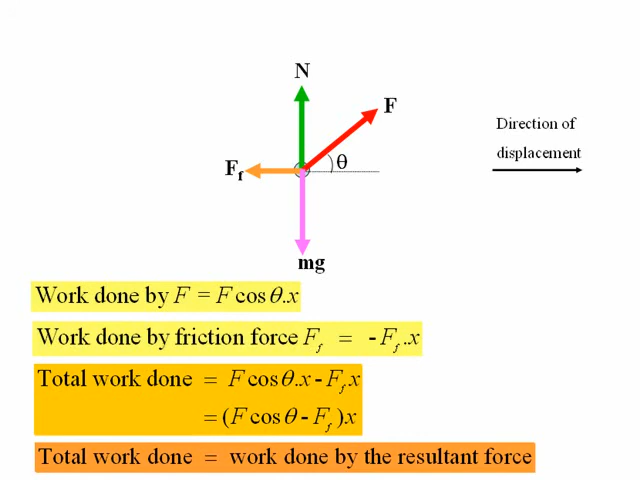 N
F
Direction of
displacement
θ
F_f
mg
Work done by F = F cos θ.x
Work done by friction force F_f = -F_f.x
Total work done = F cos θ.x - F_f x
= (F cos θ - F_f)x
Total work done = work done by the resultant force